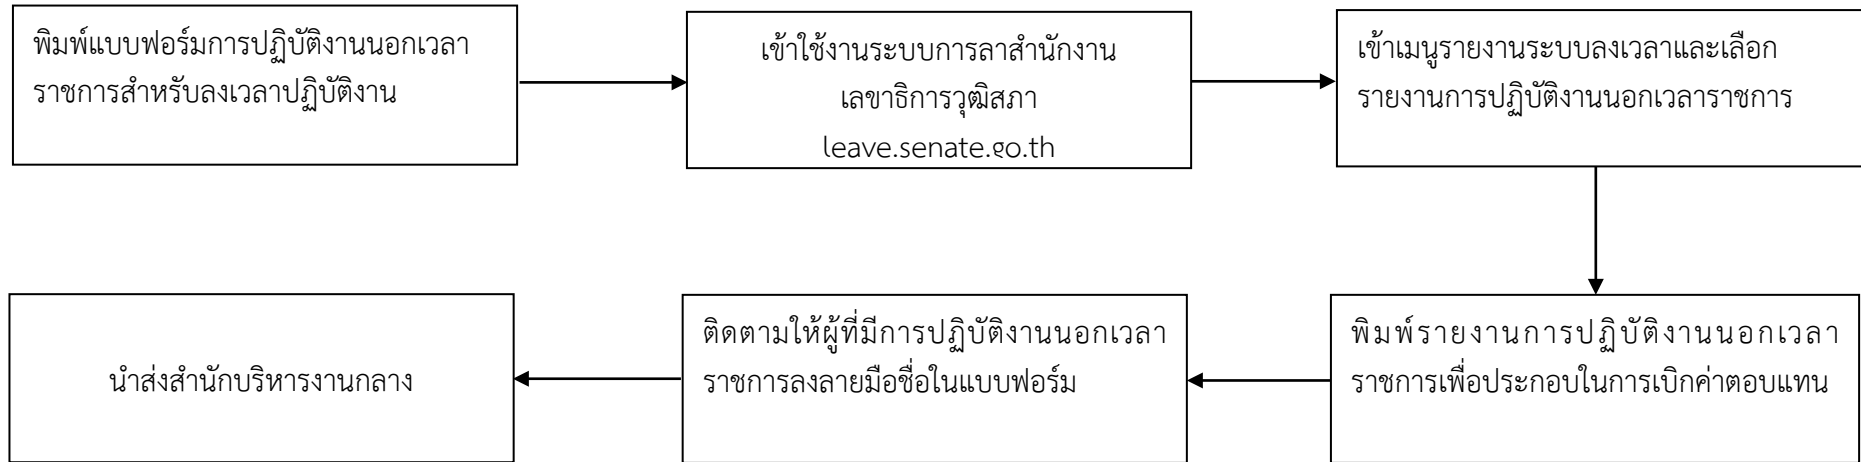 พิมพ์แบบฟอร์มการปฏิบัติงานนอกเวลา
ราชการสำหรับลงเวลาปฏิบัติงาน
เข้าใช้งานระบบการลาสำนักงาน
เลขาธิการวุฒิสภา
leave.senate.go.th
เข้าเมนูรายงานระบบลงเวลาและเลือก
รายงานการปฏิบัติงานนอกเวลาราชการ
พิมพ์รายงานการปฏิบัติงานนอกเวลา
ราชการเพื่อประกอบในการเบิกค่าตอบแทน
ติดตามให้ผู้ที่มีการปฏิบัติงานนอกเวลา
ราชการลงลายมือชื่อในแบบฟอร์ม
นำส่งสำนักบริหารงานกลาง